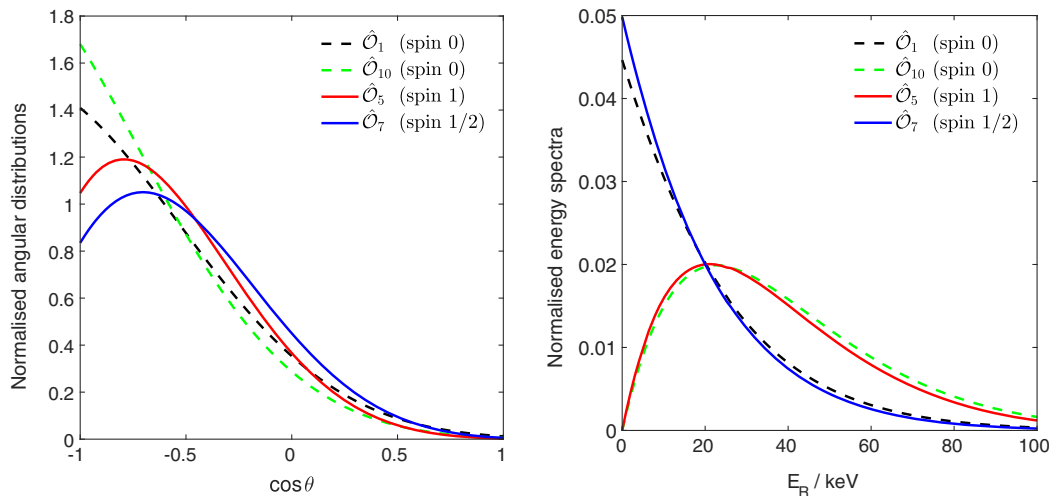 Normalised angular distributions
1.8
1.6
1.4
1.2
1
0.8
0.6
0.4
0.2
0
-1
-0.5
0
0.5
1
cosθ
Ô₁ (spin 0)
Ô₁₀ (spin 0)
Ô₅ (spin 1)
Ô₇ (spin 1/2)
Normalised energy spectra
0.05
0.04
0.03
0.02
0.01
0
0
20
40
60
80
100
E_R / keV
Ô₁ (spin 0)
Ô₁₀ (spin 0)
Ô₅ (spin 1)
Ô₇ (spin 1/2)